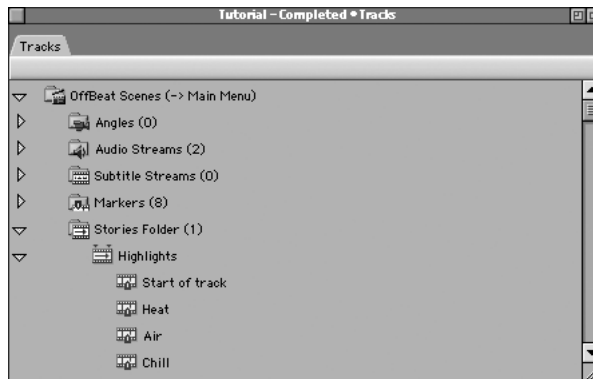 Tutorial – Completed • Tracks
Tracks
OffBeat Scenes (-> Main Menu)
Angles (0)
Audio Streams (2)
Subtitle Streams (0)
Markers (8)
Stories Folder (1)
Highlights
Start of track
Heat
Air
Chill